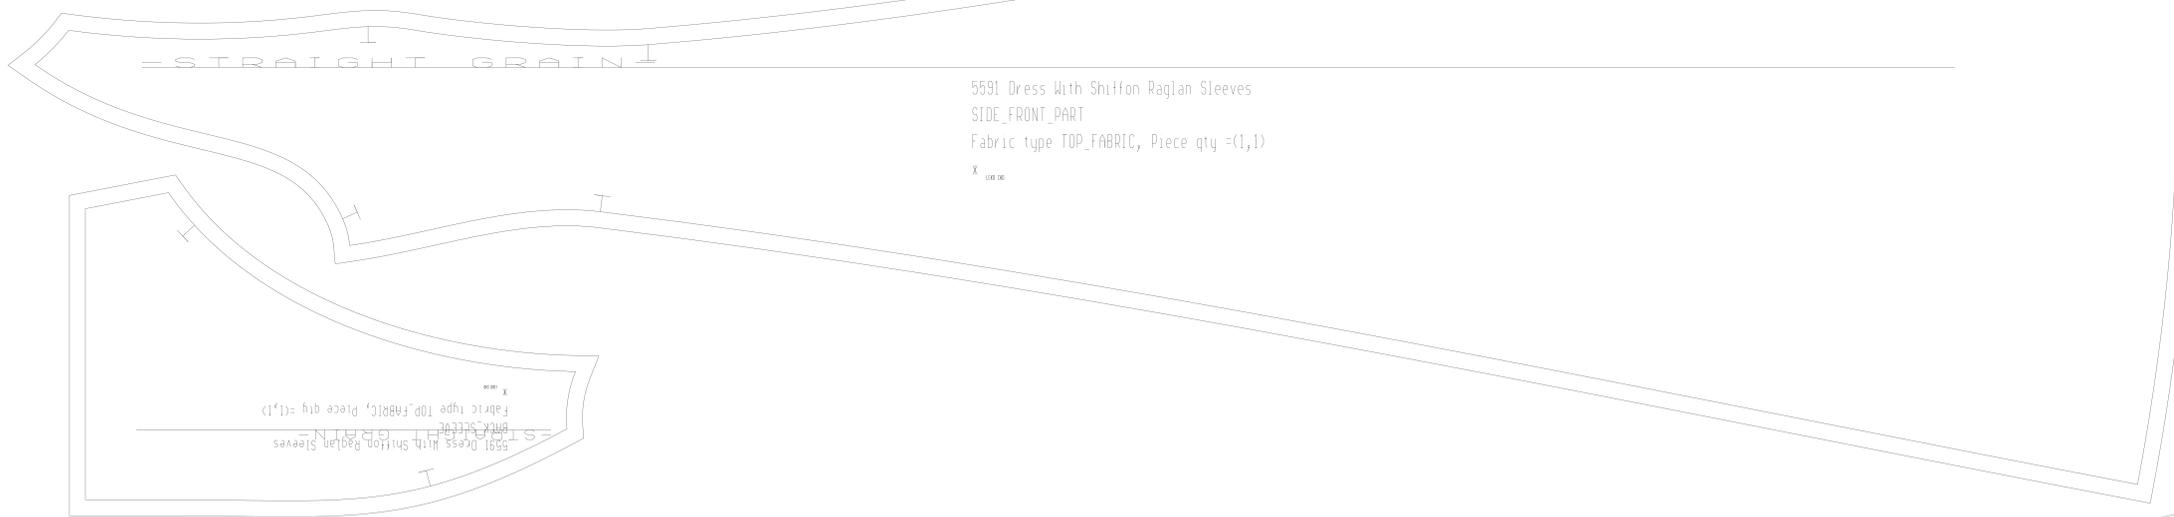 -STRAIGHT GRAIN=
5591 Dress With Shiffon Raglan Sleeves
SIDE_FRONT_PART
Fabric type TOP_FABRIC, Piece qty =(1,1)
X
5591 Dress With Shiffon Raglan Sleeves
=STRAIGHT GRAIN-
BACK_SLEEVE
Fabric type TOP_FABRIC, Piece qty =(1,1)
X